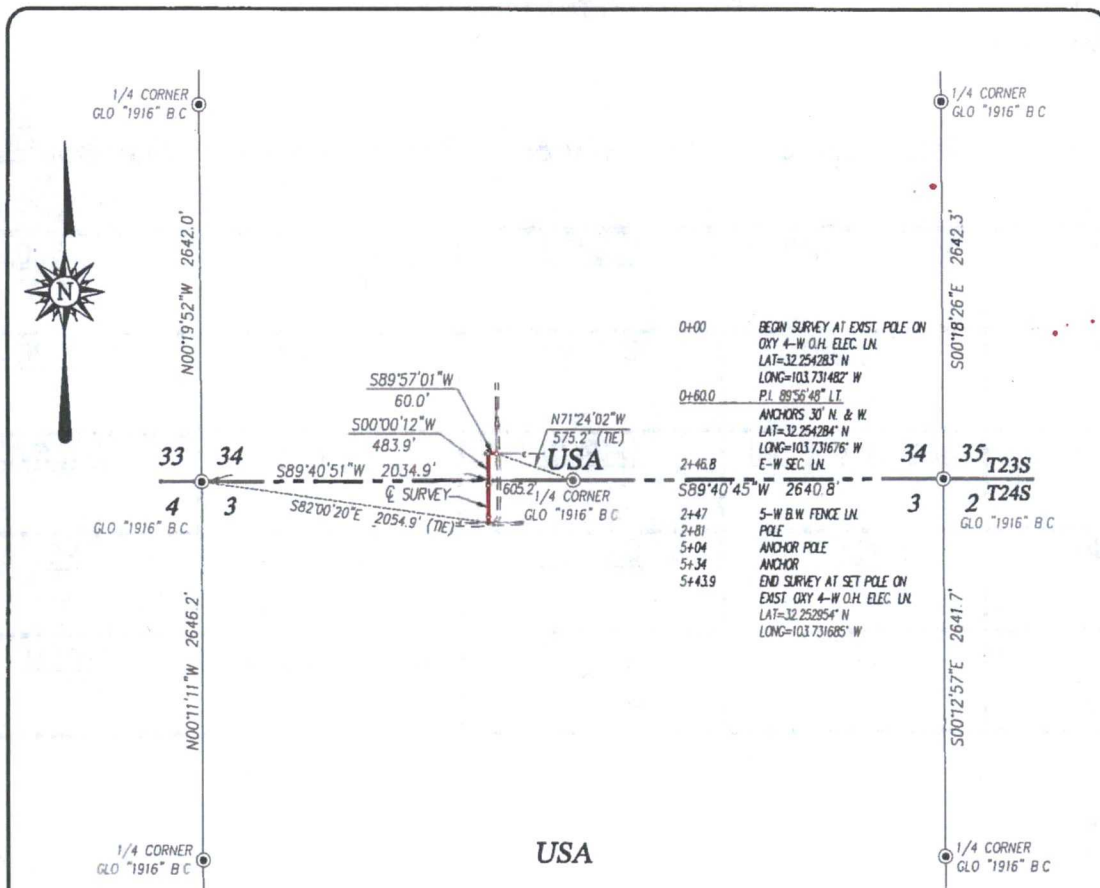 1/4 CORNER
GLO "1916" B C
1/4 CORNER
GLO "1916" B C
N00°19'52"W 2642.0'
S00°18'26"E 2642.3'
N
0+00 BEGIN SURVEY AT EXIST. POLE ON
OXY 4-W O.H. ELEC. LN.
LAT=32.254283° N
LONG=103.731482° W
0+60.0 P.I. 89°56'48" LT.
ANCHORS 30' N. & W.
LAT=32.254284° N
LONG=103.731676° W
2+46.8 E-W SEC. LN.
S89°57'01"W
60.0'
S00°00'12"W
483.9'
N71°24'02"W
575.2' (TIE)
USA
33 34
34 35 T23S
S89°40'51"W 2034.9'
605.2'
S89°40'45"W 2640.8'
4 3
3 2 T24S
GLO "1916" B C
℄ SURVEY
1/4 CORNER
GLO "1916" B C
GLO "1916" B C
S82°00'20"E 2054.9' (TIE)
2+47 5-W B.W. FENCE LN.
2+81 POLE
5+04 ANCHOR POLE
5+34 ANCHOR
5+43.9 END SURVEY AT SET POLE ON
EXIST OXY 4-W O.H. ELEC. LN.
LAT=32.252954° N
LONG=103.731685° W
N00°11'11"W 2646.2'
S00°12'57"E 2641.7'
1/4 CORNER
GLO "1916" B C
USA
1/4 CORNER
GLO "1916" B C